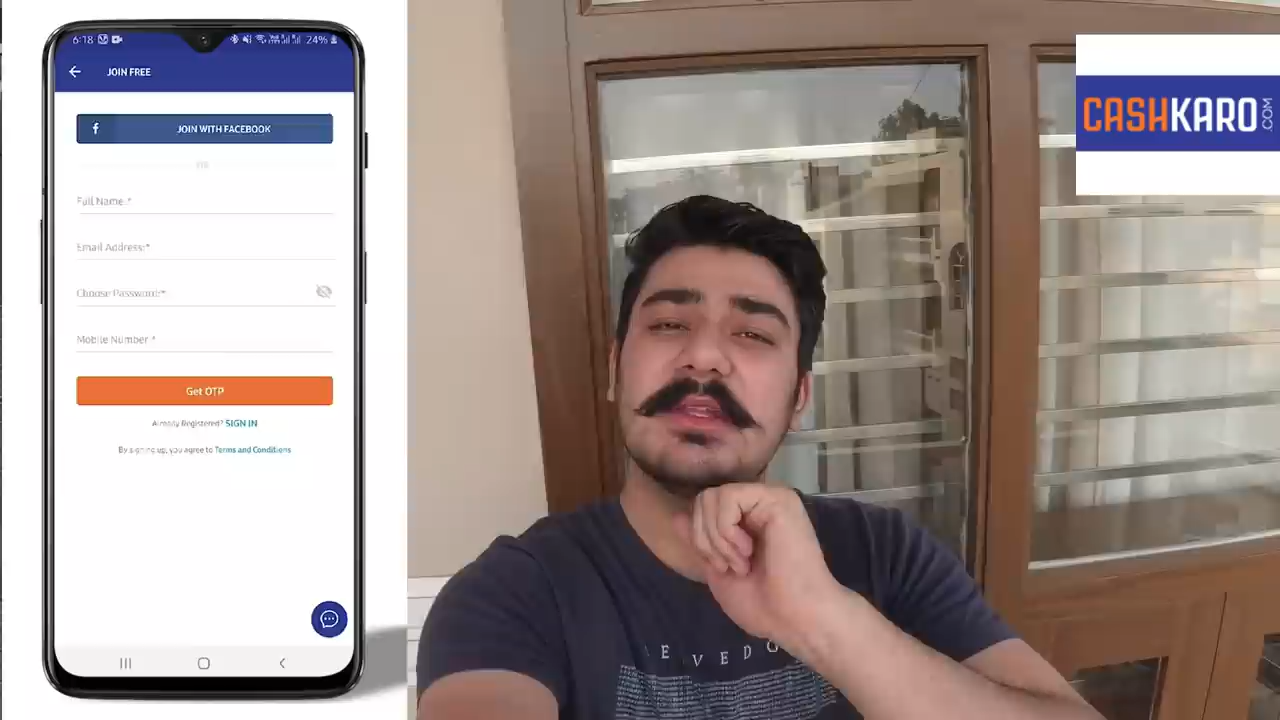 6:18
24%
JOIN FREE
f
JOIN WITH FACEBOOK
Full Name *
Email Address:*
Choose Password:*
Mobile Number *
Get OTP
Already Registered? SIGN IN
By signing up, you agree to Terms and Conditions
CASHKARO.COM